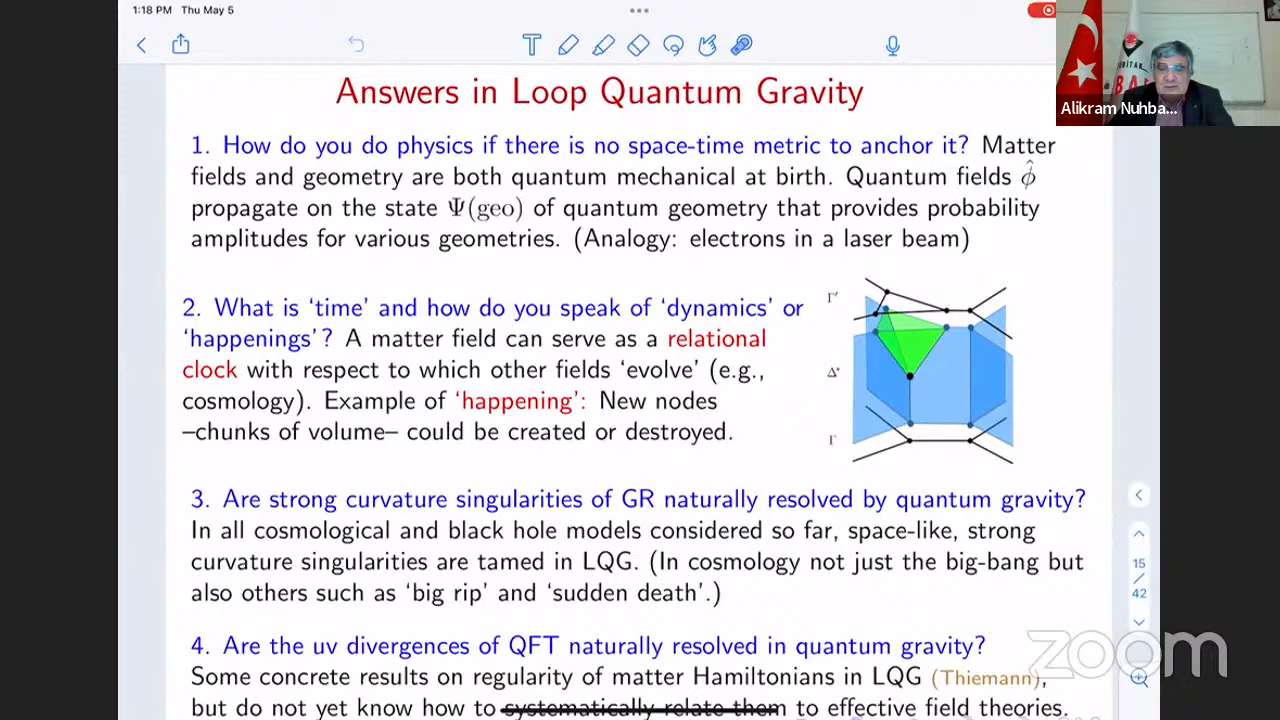 1:18 PM Thu May 5
Answers in Loop Quantum Gravity
Alikram Nuhba...
1. How do you do physics if there is no space-time metric to anchor it? Matter
fields and geometry are both quantum mechanical at birth. Quantum fields φ̂
propagate on the state Ψ(geo) of quantum geometry that provides probability
amplitudes for various geometries. (Analogy: electrons in a laser beam)
2. What is ‘time’ and how do you speak of ‘dynamics’ or
‘happenings’? A matter field can serve as a relational
clock with respect to which other fields ‘evolve’ (e.g.,
cosmology). Example of ‘happening’: New nodes
–chunks of volume– could be created or destroyed.
Γ′
Δ*
Γ
3. Are strong curvature singularities of GR naturally resolved by quantum gravity?
In all cosmological and black hole models considered so far, space-like, strong
curvature singularities are tamed in LQG. (In cosmology not just the big-bang but
also others such as ‘big rip’ and ‘sudden death’.)
15
/
42
4. Are the uv divergences of QFT naturally resolved in quantum gravity?
Some concrete results on regularity of matter Hamiltonians in LQG (Thiemann),
but do not yet know how to systematically relate them to effective field theories.
zoom